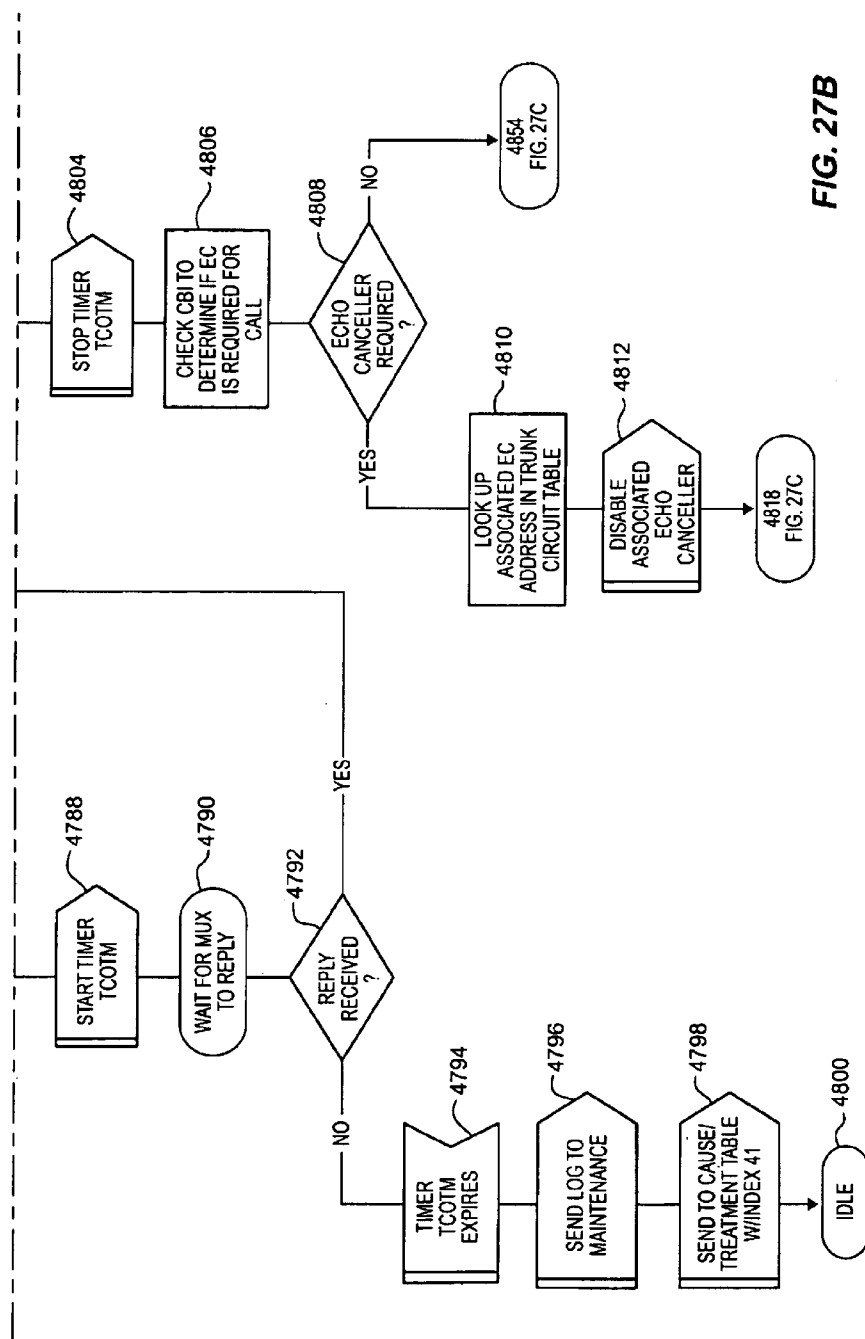 4788
START TIMER
TCOTM
4790
WAIT FOR MUX
TO REPLY
4792
REPLY
RECEIVED
?
YES
NO
4794
TIMER
TCOTM
EXPIRES
4796
SEND LOG TO
MAINTENANCE
4798
SEND TO CAUSE/
TREATMENT TABLE
W/INDEX 41
4800
IDLE
4804
STOP TIMER
TCOTM
4806
CHECK CBI TO
DETERMINE IF EC
IS REQUIRED FOR
CALL
4808
ECHO
CANCELLER
REQUIRED
?
NO
4854
FIG. 27C
YES
4810
LOOK UP
ASSOCIATED EC
ADDRESS IN TRUNK
CIRCUIT TABLE
4812
DISABLE
ASSOCIATED
ECHO
CANCELLER
4818
FIG. 27C
FIG. 27B